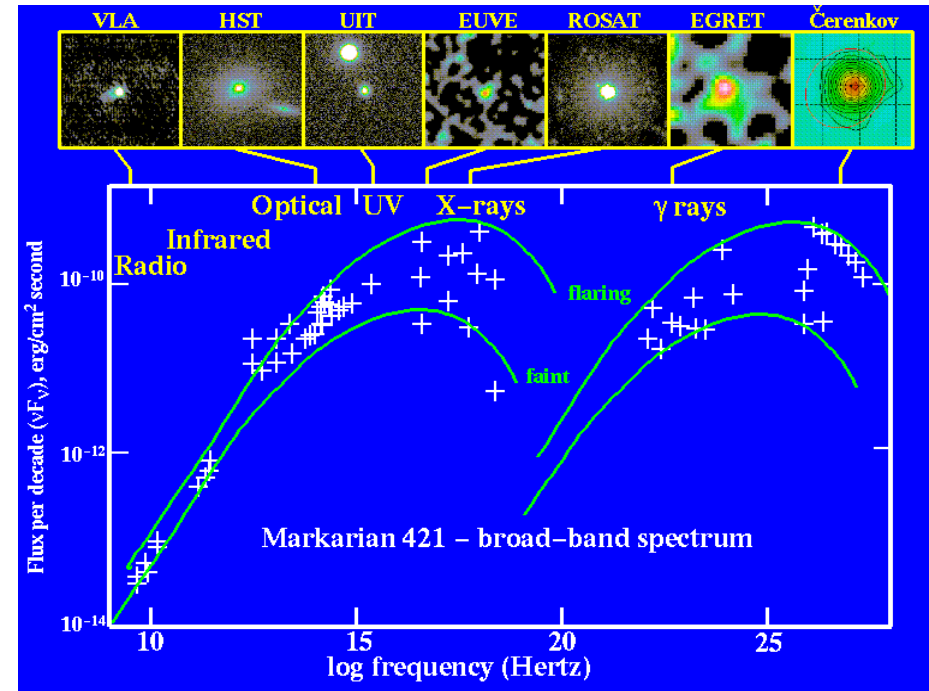 VLA HST UIT EUVE ROSAT EGRET Čerenkov
Optical UV X–rays γ rays
Infrared
Radio
10⁻¹⁰
flaring
faint
10⁻¹²
Markarian 421 – broad–band spectrum
10⁻¹⁴
10 15 20 25
log frequency (Hertz)
Flux per decade (νFᵥ), erg/cm² second